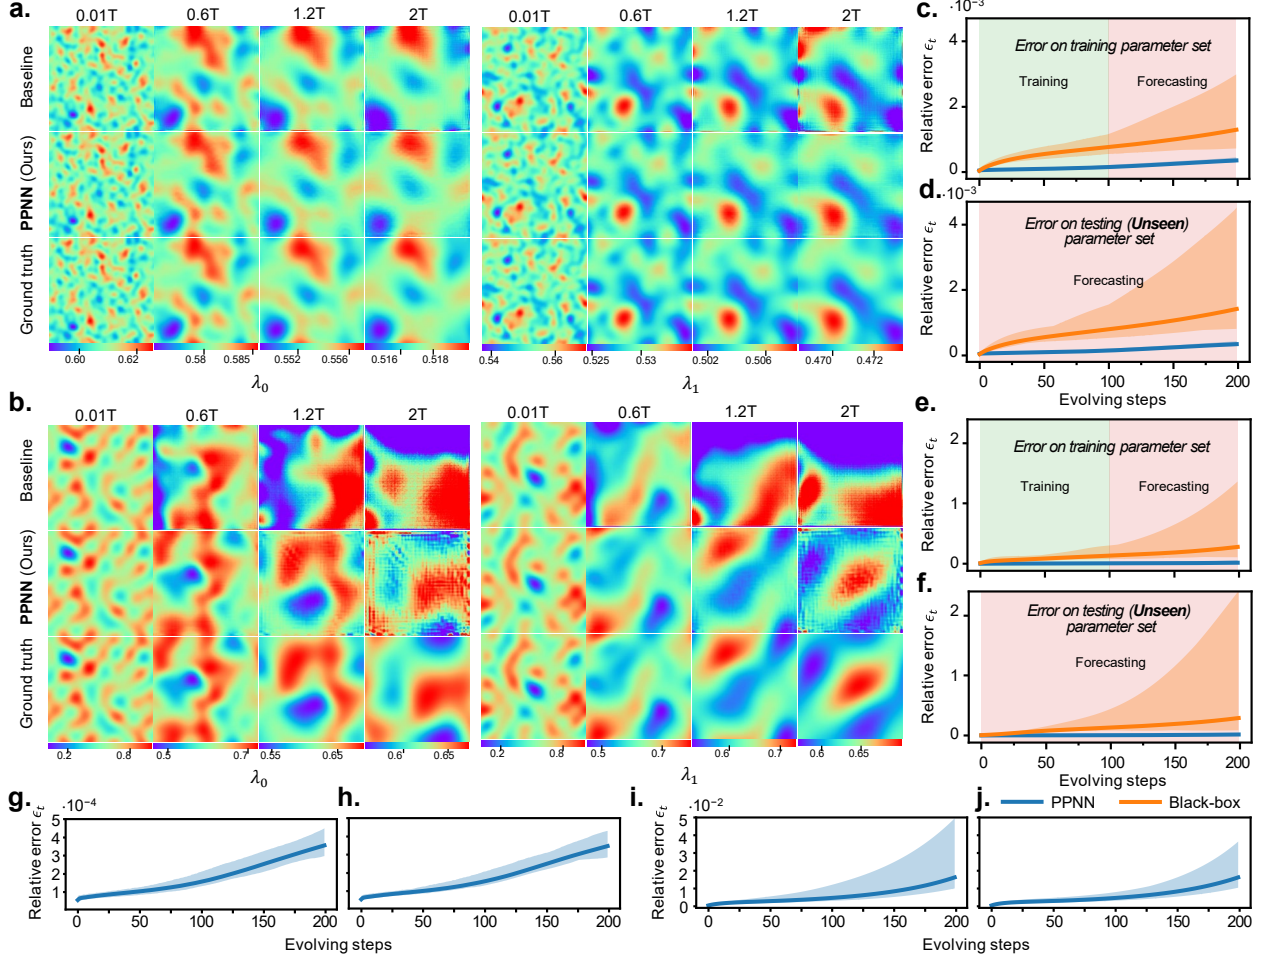 a.
0.01T 0.6T 1.2T 2T 0.01T 0.6T 1.2T 2T
Baseline
PPNN (Ours)
Ground truth
0.60 0.62 0.58 0.585 0.552 0.556 0.516 0.518
0.54 0.56 0.525 0.53 0.502 0.506 0.470 0.472
λ0 λ1
c.
·10−3
Relative error ϵt
4
2
0
Error on training parameter set
Training Forecasting
d.
·10−3
Relative error ϵt
4
2
0
Error on testing (Unseen)
parameter set
Forecasting
0 50 100 150 200
Evolving steps
b.
0.01T 0.6T 1.2T 2T 0.01T 0.6T 1.2T 2T
Baseline
PPNN (Ours)
Ground truth
0.2 0.8 0.5 0.7 0.55 0.65 0.6 0.65
0.2 0.8 0.5 0.7 0.6 0.7 0.6 0.65
λ0 λ1
e.
Relative error ϵt
2
1
0
Error on training parameter set
Training Forecasting
f.
Relative error ϵt
2
1
0
Error on testing (Unseen)
parameter set
Forecasting
0 50 100 150 200
Evolving steps
PPNN Black-box
g.
·10−4
Relative error ϵt
5
4
3
2
1
0 50 100 150 200
h.
0 50 100 150 200
Evolving steps
i.
·10−2
Relative error ϵt
5
4
3
2
1
0
0 50 100 150 200
j.
0 50 100 150 200
Evolving steps